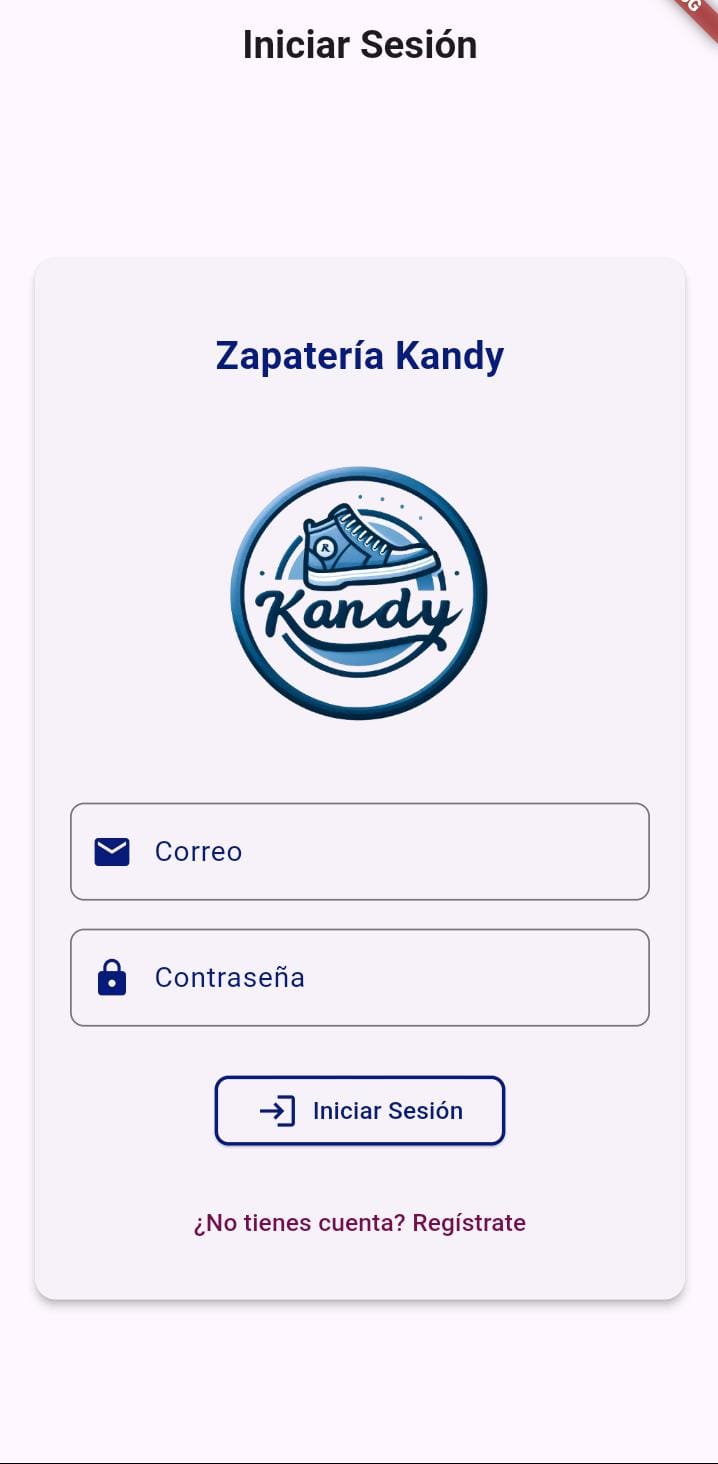 Iniciar Sesión
Zapatería Kandy
R
Kandy
Correo
Contraseña
Iniciar Sesión
¿No tienes cuenta? Regístrate